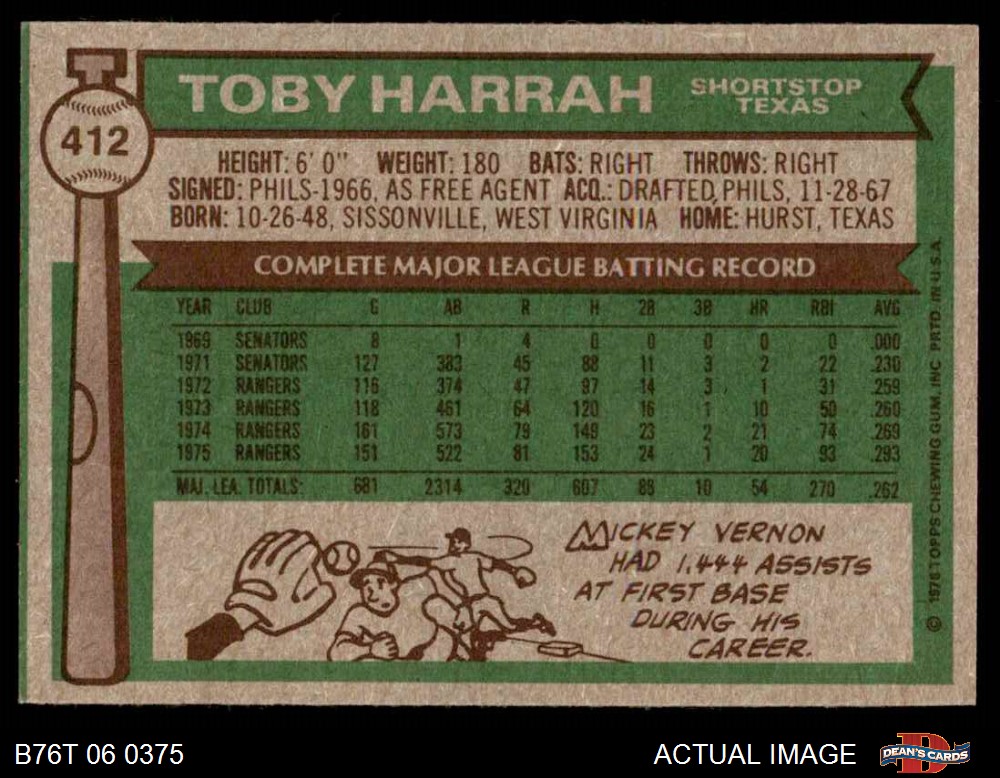 TOBY HARRAH SHORTSTOP TEXAS
412
HEIGHT: 6' 0" WEIGHT: 180 BATS: RIGHT THROWS: RIGHT
SIGNED: PHILS-1966, AS FREE AGENT ACQ.: DRAFTED, PHILS, 11-28-67
BORN: 10-26-48, SISSONVILLE, WEST VIRGINIA HOME: HURST, TEXAS
COMPLETE MAJOR LEAGUE BATTING RECORD
YEAR CLUB G AB R H 2B 3B HR RBI AVG
1969 SENATORS 8 1 4 0 0 0 0 0 .000
1971 SENATORS 127 383 45 88 11 3 2 22 .230
1972 RANGERS 116 374 47 97 14 3 1 31 .259
1973 RANGERS 118 461 64 120 16 1 10 50 .260
1974 RANGERS 161 573 79 149 23 2 21 74 .260
1975 RANGERS 151 522 81 153 24 1 20 93 .293
MAJ. LEA. TOTALS: 681 2314 320 607 88 10 54 270 .262
MICKEY VERNON
HAD 1,444 ASSISTS
AT FIRST BASE
DURING HIS
CAREER.
© 1976 TOPPS CHEWING GUM, INC PRTD. IN U.S.A.
B76T 06 0375 ACTUAL IMAGE DEAN'S CARDS